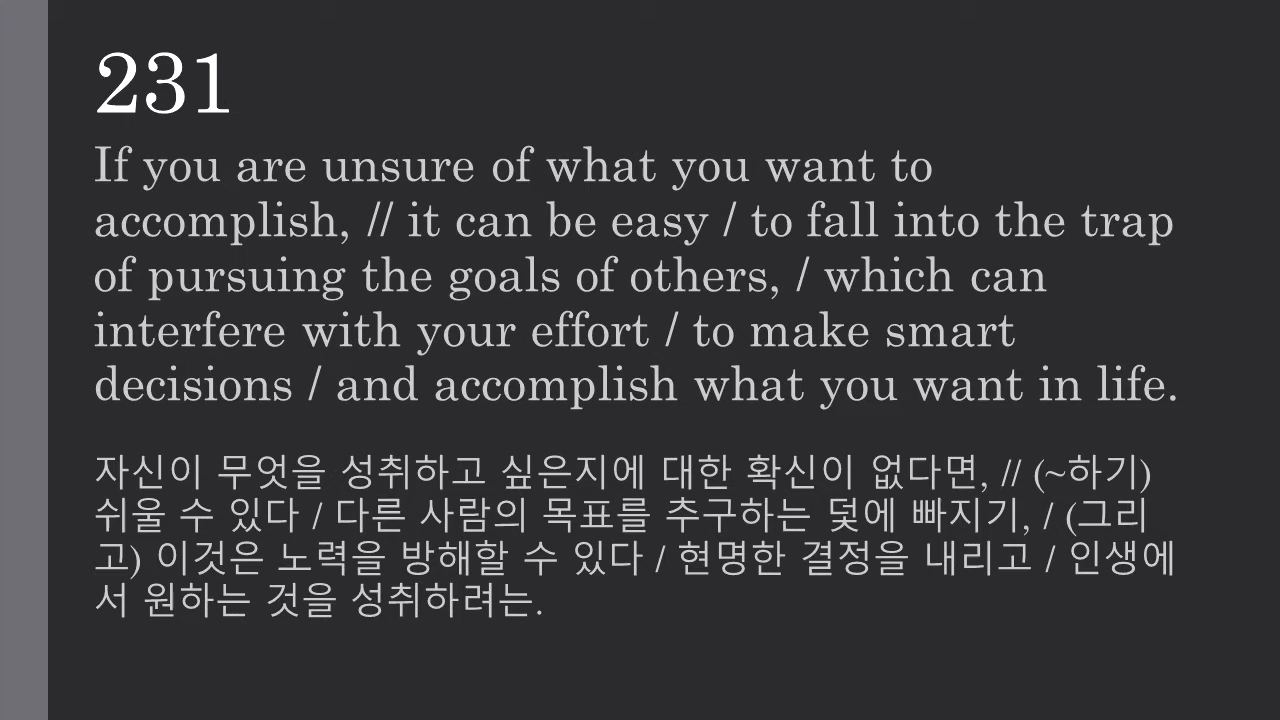 231
If you are unsure of what you want to
accomplish, // it can be easy / to fall into the trap
of pursuing the goals of others, / which can
interfere with your effort / to make smart
decisions / and accomplish what you want in life.
자신이 무엇을 성취하고 싶은지에 대한 확신이 없다면, // (~하기)
쉬울 수 있다 / 다른 사람의 목표를 추구하는 덫에 빠지기, / (그리
고) 이것은 노력을 방해할 수 있다 / 현명한 결정을 내리고 / 인생에
서 원하는 것을 성취하려는.